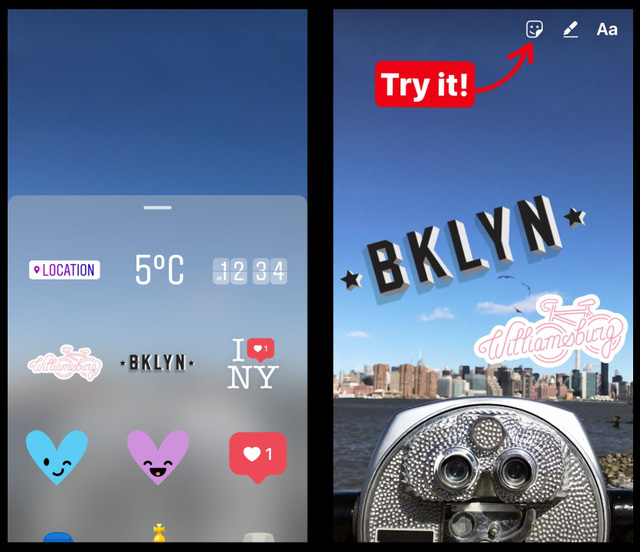 LOCATION
5°C
12 34
Williamsburg
BKLYN
I 1
NY
1
Aa
Try it!
BKLYN
Williamsburg